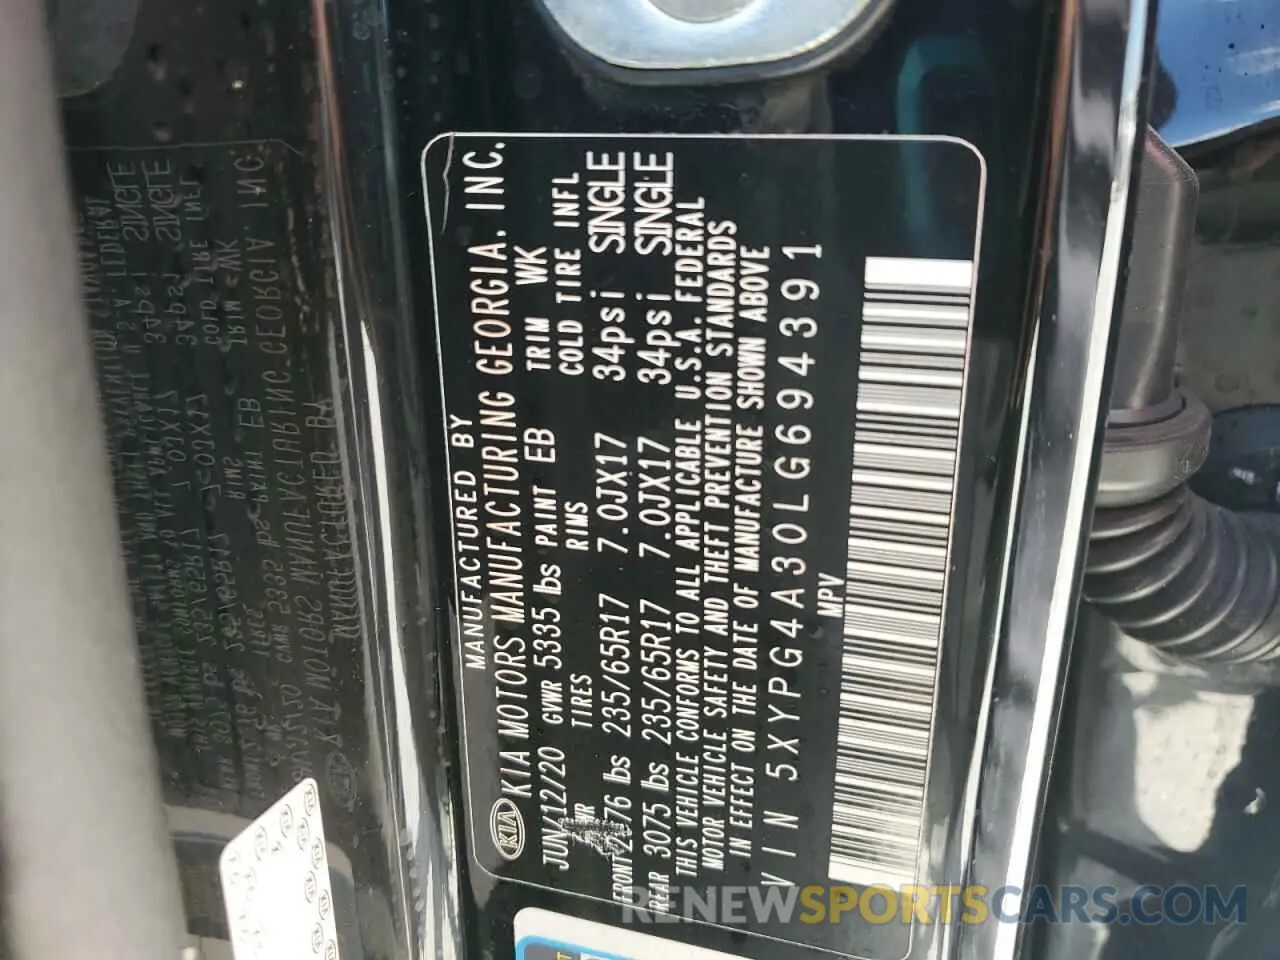 MANUFACTURED BY
KIA KIA MOTORS MANUFACTURING GEORGIA. INC.
JUN/12/20 GVWR 5335 lbs PAINT EB TRIM WK
TIRES RIMS COLD TIRE INFL
FRONT lbs 235/65R17 7.0JX17 34psi SINGLE
REAR 3075 lbs 235/65R17 7.0JX17 34psi SINGLE
THIS VEHICLE CONFORMS TO ALL APPLICABLE U.S.A. FEDERAL
MOTOR VEHICLE SAFETY AND THEFT PREVENTION STANDARDS
IN EFFECT ON THE DATE OF MANUFACTURE SHOWN ABOVE
VIN 5XYPG4A30LG694391
MPV
RENEWSPORTSCARS.COM